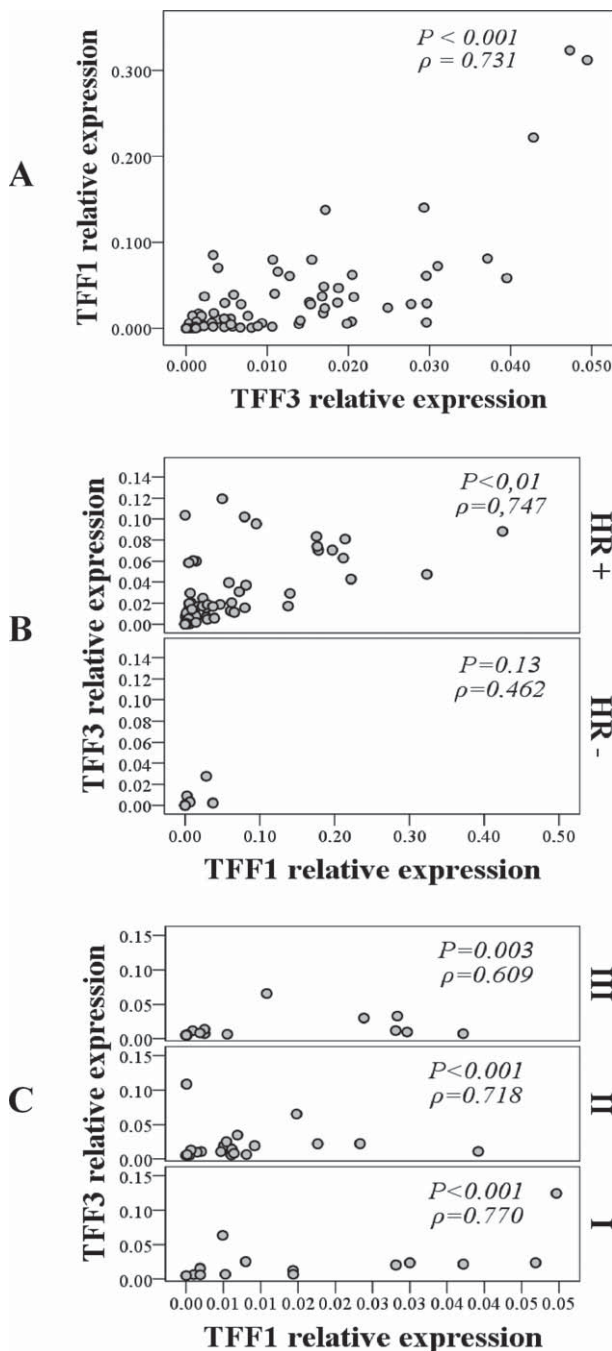 A
TFF1 relative expression
P < 0.001
ρ = 0.731
0.300
0.200
0.100
0.000
0.000 0.010 0.020 0.030 0.040 0.050
TFF3 relative expression
B
TFF3 relative expression
0.14
0.12
0.10
0.08
0.06
0.04
0.02
0.00
P<0,01
ρ=0,747
HR +
0.14
0.12
0.10
0.08
0.06
0.04
0.02
0.00
P=0.13
ρ=0.462
HR -
0.00 0.10 0.20 0.30 0.40 0.50
TFF1 relative expression
C
TFF3 relative expression
0.15
0.10
0.05
0.00
P=0.003
ρ=0.609
III
0.15
0.10
0.05
0.00
P<0.001
ρ=0.718
II
0.15
0.10
0.05
0.00
P<0.001
ρ=0.770
I
0.00 0.01 0.01 0.02 0.02 0.03 0.03 0.04 0.04 0.05 0.05
TFF1 relative expression